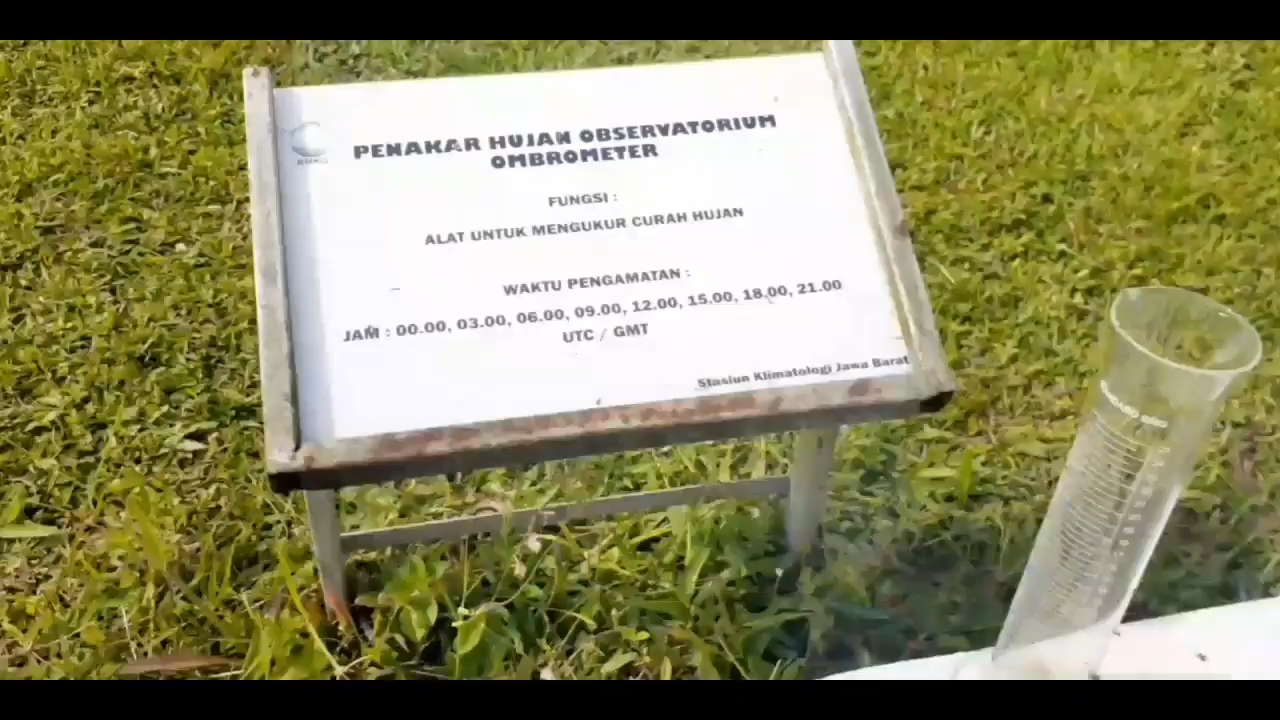 BMKG
PENAKAR HUJAN OBSERVATORIUM
OMBROMETER
FUNGSI :
ALAT UNTUK MENGUKUR CURAH HUJAN
WAKTU PENGAMATAN :
JAM : 00.00, 03.00, 06.00, 09.00, 12.00, 15.00, 18.00, 21.00
UTC / GMT
Stasiun Klimatologi Jawa Barat